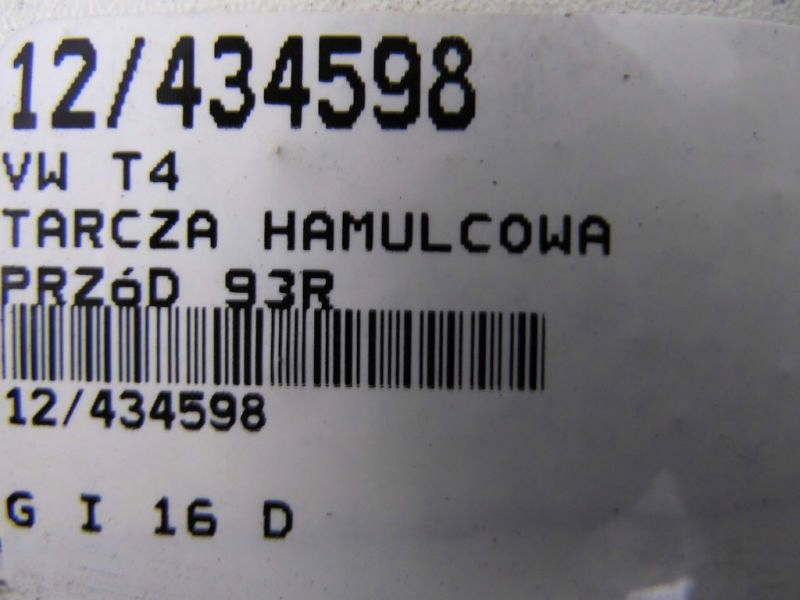 12/434598
VW T4
TARCZA HAMULCOWA
PRZóD 93R
12/434598
G I 16 D